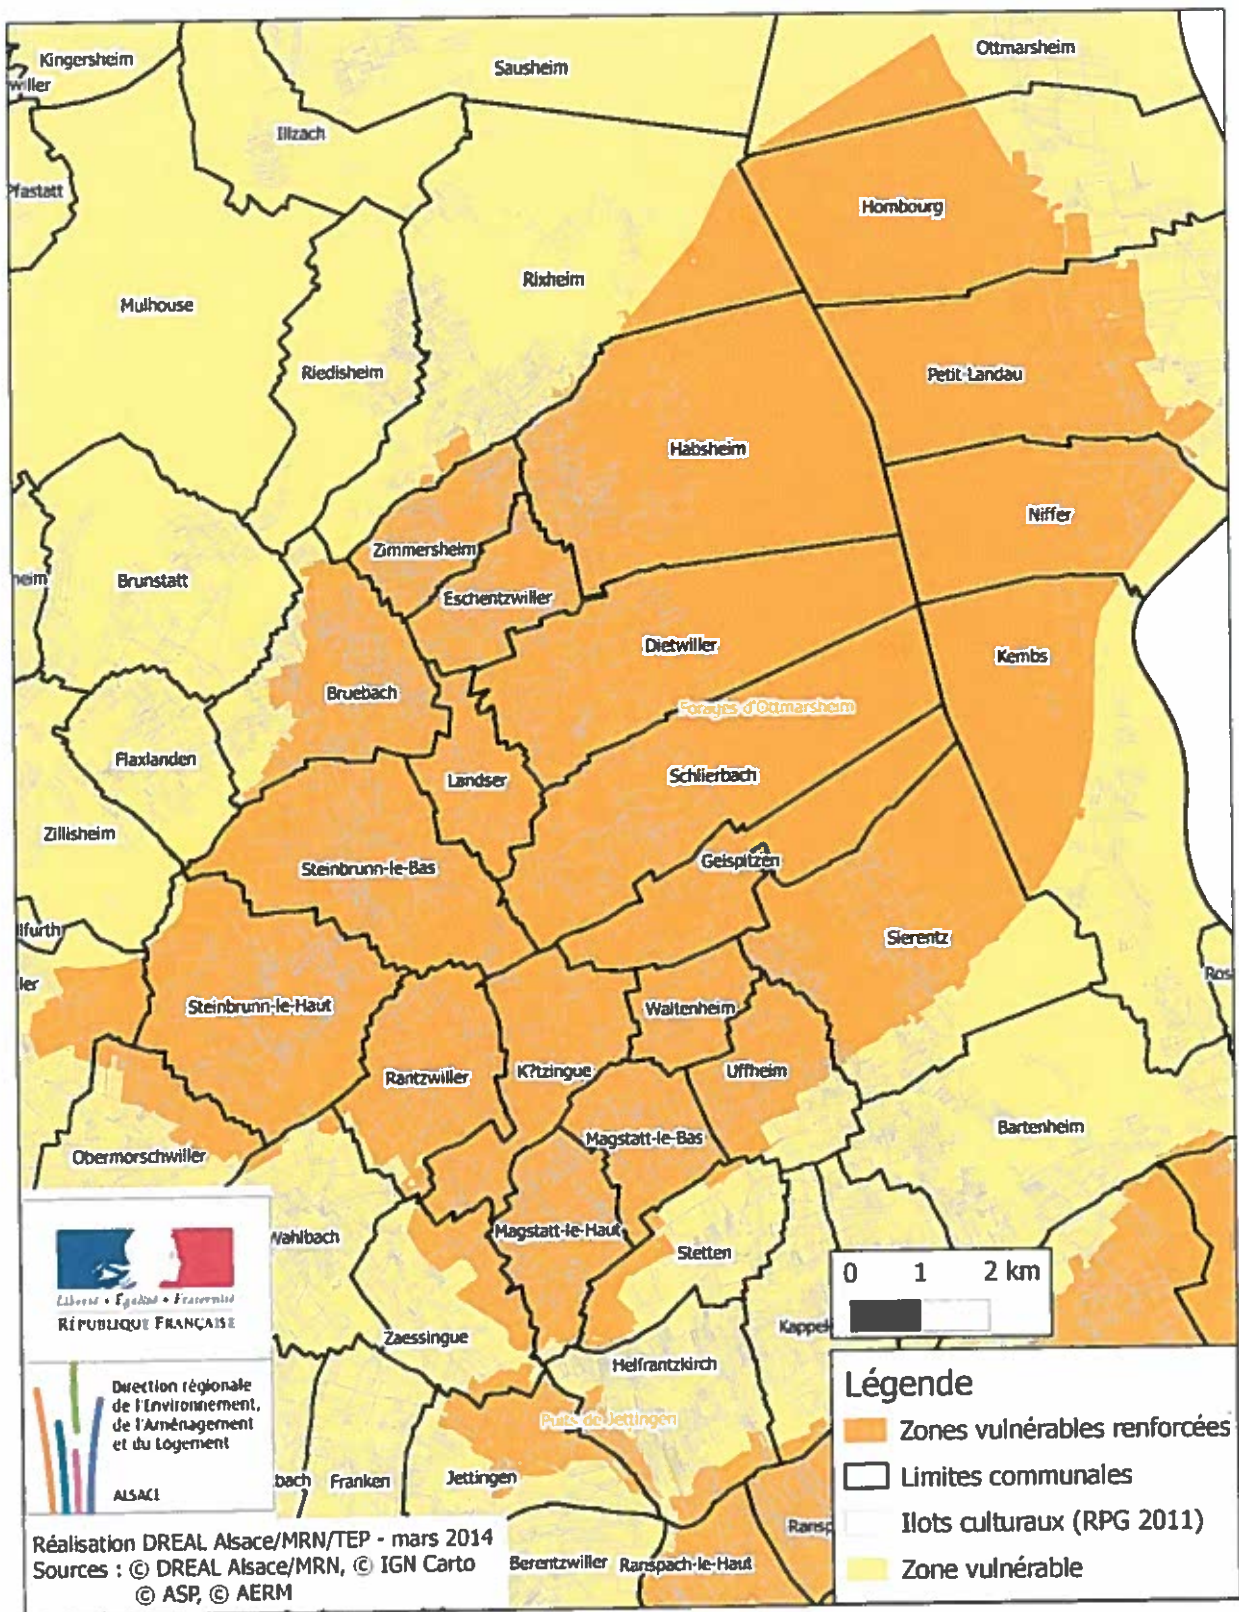 Kingersheim
willer
Sausheim
Ottmarsheim
Illzach
Pfastatt
Hombourg
Rixheim
Mulhouse
Riedisheim
Petit-Landau
Habsheim
Niffer
Zimmersheim
heim
Brunstatt
Eschentzwiller
Dietwiller
Kembs
Bruebach
Forages d'Ottmarsheim
Flaxlanden
Landser
Schlierbach
Zillisheim
Steinbrunn-le-Bas
Geispitzen
lfurth
Sierentz
ler
Ros
Steinbrunn-le-Haut
Waltenheim
Rantzwiller
K?tzingue
Uffheim
Magstatt-le-Bas
Bartenheim
Obermorschwiller
Wahlbach
Magstatt-le-Haut
Stetten
Liberté • Égalité • Fraternité
RÉPUBLIQUE FRANÇAISE
0 1 2 km
Zaessingue
Kappel
Helfrantzkirch
Direction régionale
de l'Environnement,
de l'Aménagement
et du Logement
ALSACE
Puits de Jettingen
bach
Franken
Jettingen
Légende
Zones vulnérables renforcées
Limites communales
Ilots culturaux (RPG 2011)
Zone vulnérable
Ransp
Berentzwiller
Ranspach-le-Haut
Réalisation DREAL Alsace/MRN/TEP - mars 2014
Sources : © DREAL Alsace/MRN, © IGN Carto
© ASP, © AERM